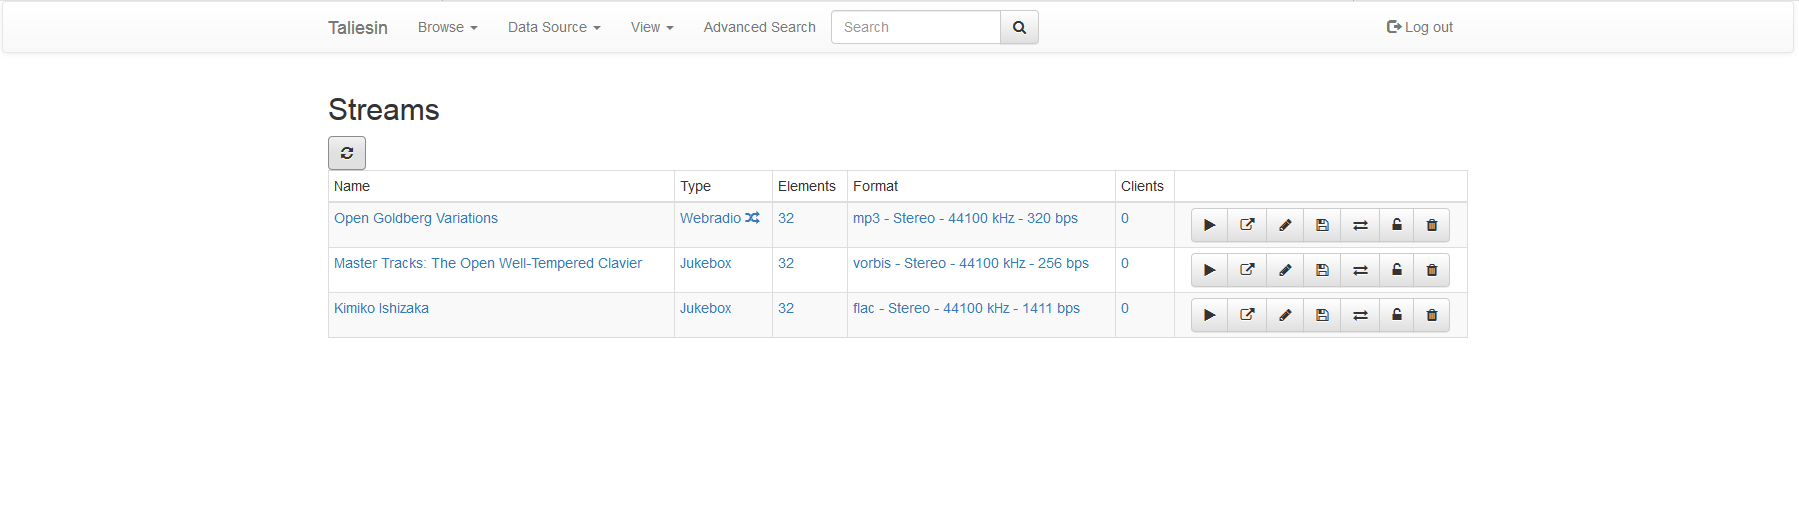 Taliesin Browse Data Source View Advanced Search Search Log out
Streams
Name Type Elements Format Clients
Open Goldberg Variations Webradio 32 mp3 - Stereo - 44100 kHz - 320 bps 0
Master Tracks: The Open Well-Tempered Clavier Jukebox 32 vorbis - Stereo - 44100 kHz - 256 bps 0
Kimiko Ishizaka Jukebox 32 flac - Stereo - 44100 kHz - 1411 bps 0